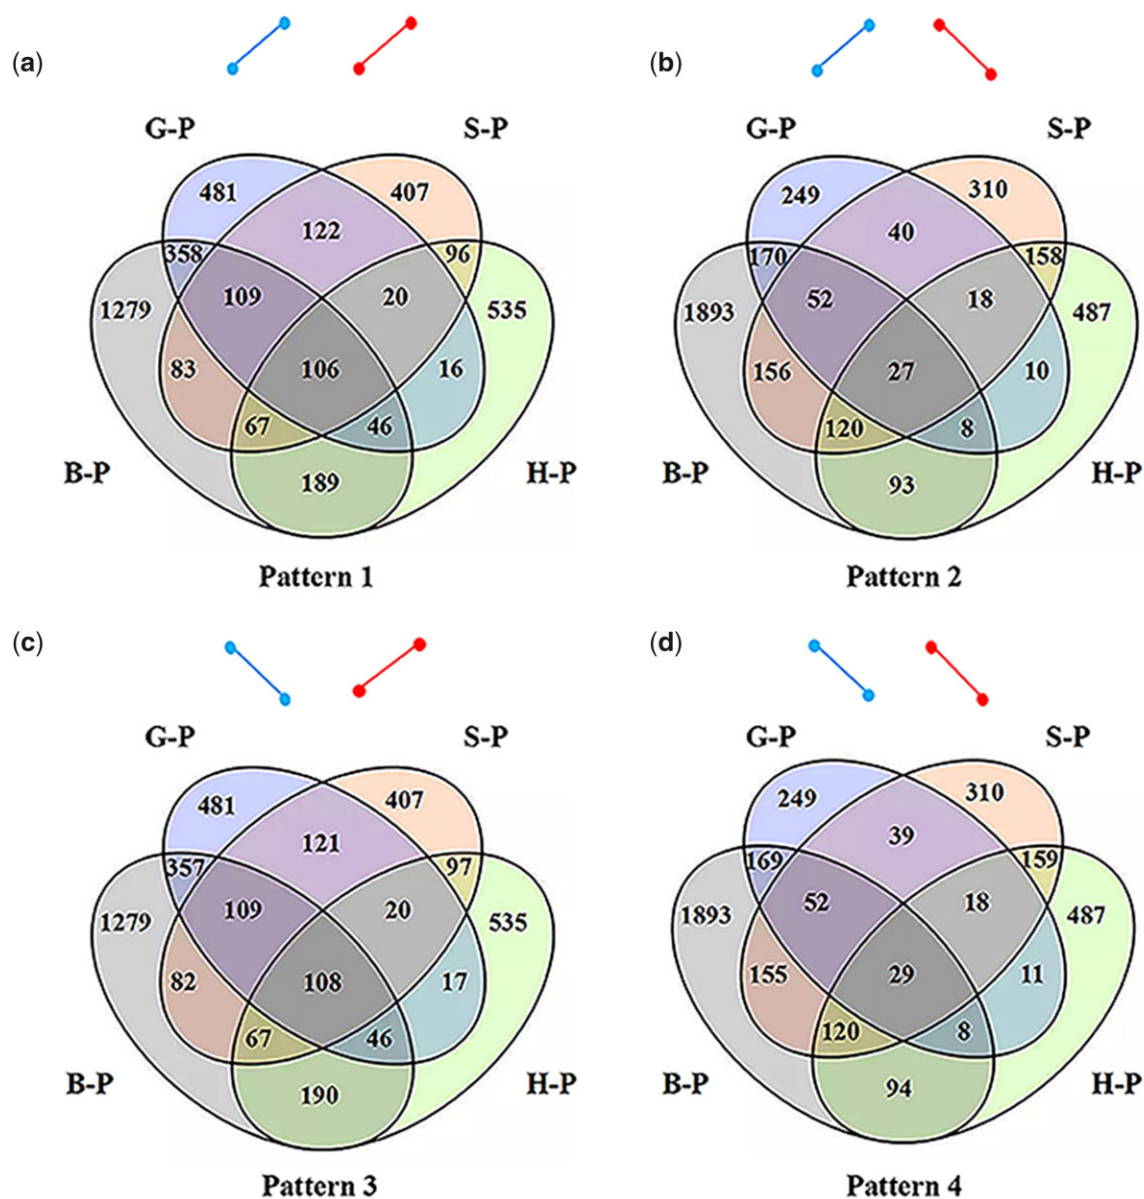 (a) (b)
G-P S-P G-P S-P
481 407 249 310
122 40
358 96 170 158
1279 109 20 535 1893 52 18 487
83 106 16 156 27 10
67 46 120 8
B-P H-P B-P H-P
189 93
Pattern 1 Pattern 2
(c) (d)
G-P S-P G-P S-P
481 407 249 310
121 39
357 97 169 159
1279 109 20 535 1893 52 18 487
82 108 17 155 29 11
67 46 120 8
B-P H-P B-P H-P
190 94
Pattern 3 Pattern 4